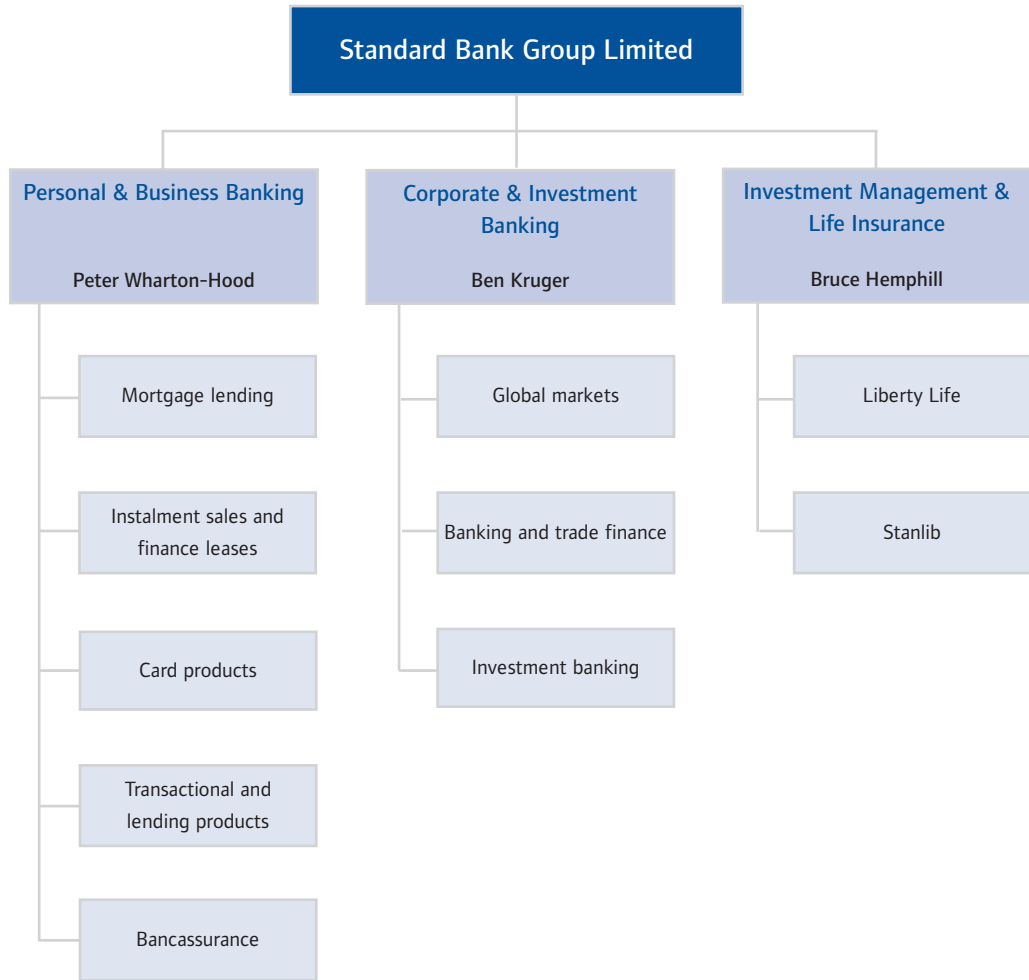 Standard Bank Group Limited
Personal & Business Banking
Peter Wharton-Hood
Mortgage lending
Instalment sales and
finance leases
Card products
Transactional and
lending products
Bancassurance
Corporate & Investment
Banking
Ben Kruger
Global markets
Banking and trade finance
Investment banking
Investment Management &
Life Insurance
Bruce Hemphill
Liberty Life
Stanlib